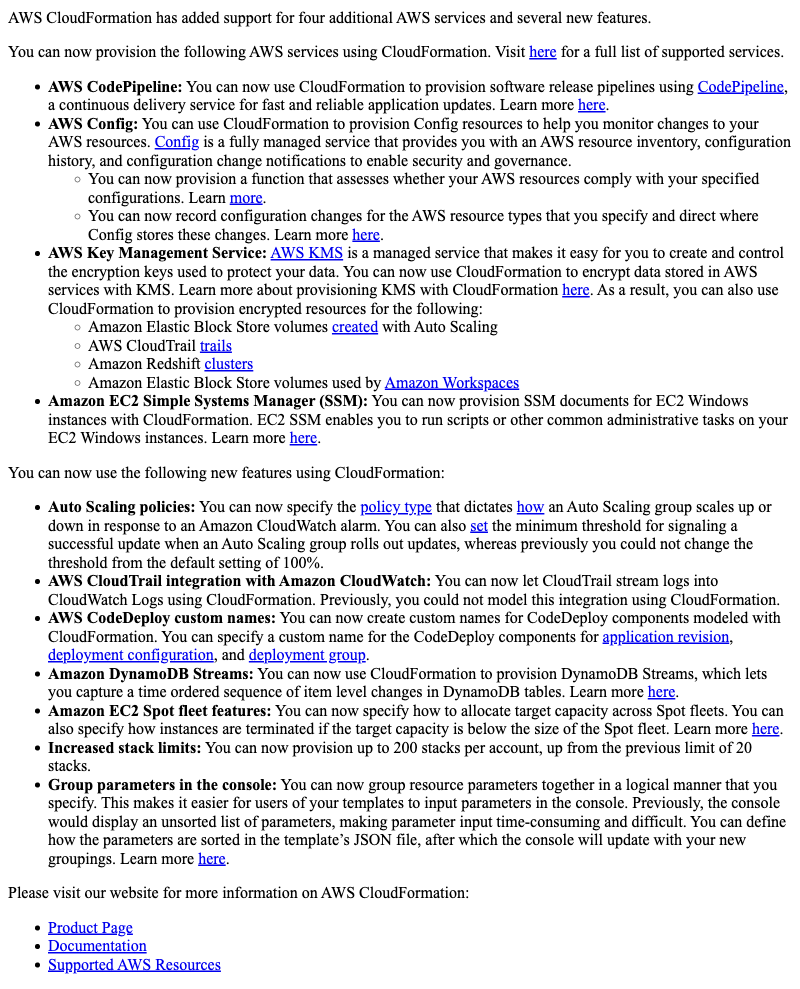 AWS CloudFormation has added support for four additional AWS services and several new features.
You can now provision the following AWS services using CloudFormation. Visit here for a full list of supported services.
• AWS CodePipeline: You can now use CloudFormation to provision software release pipelines using CodePipeline,
a continuous delivery service for fast and reliable application updates. Learn more here.
• AWS Config: You can use CloudFormation to provision Config resources to help you monitor changes to your
AWS resources. Config is a fully managed service that provides you with an AWS resource inventory, configuration
history, and configuration change notifications to enable security and governance.
◦ You can now provision a function that assesses whether your AWS resources comply with your specified
configurations. Learn more.
◦ You can now record configuration changes for the AWS resource types that you specify and direct where
Config stores these changes. Learn more here.
• AWS Key Management Service: AWS KMS is a managed service that makes it easy for you to create and control
the encryption keys used to protect your data. You can now use CloudFormation to encrypt data stored in AWS
services with KMS. Learn more about provisioning KMS with CloudFormation here. As a result, you can also use
CloudFormation to provision encrypted resources for the following:
◦ Amazon Elastic Block Store volumes created with Auto Scaling
◦ AWS CloudTrail trails
◦ Amazon Redshift clusters
◦ Amazon Elastic Block Store volumes used by Amazon Workspaces
• Amazon EC2 Simple Systems Manager (SSM): You can now provision SSM documents for EC2 Windows
instances with CloudFormation. EC2 SSM enables you to run scripts or other common administrative tasks on your
EC2 Windows instances. Learn more here.
You can now use the following new features using CloudFormation:
• Auto Scaling policies: You can now specify the policy type that dictates how an Auto Scaling group scales up or
down in response to an Amazon CloudWatch alarm. You can also set the minimum threshold for signaling a
successful update when an Auto Scaling group rolls out updates, whereas previously you could not change the
threshold from the default setting of 100%.
• AWS CloudTrail integration with Amazon CloudWatch: You can now let CloudTrail stream logs into
CloudWatch Logs using CloudFormation. Previously, you could not model this integration using CloudFormation.
• AWS CodeDeploy custom names: You can now create custom names for CodeDeploy components modeled with
CloudFormation. You can specify a custom name for the CodeDeploy components for application revision,
deployment configuration, and deployment group.
• Amazon DynamoDB Streams: You can now use CloudFormation to provision DynamoDB Streams, which lets
you capture a time ordered sequence of item level changes in DynamoDB tables. Learn more here.
• Amazon EC2 Spot fleet features: You can now specify how to allocate target capacity across Spot fleets. You can
also specify how instances are terminated if the target capacity is below the size of the Spot fleet. Learn more here.
• Increased stack limits: You can now provision up to 200 stacks per account, up from the previous limit of 20
stacks.
• Group parameters in the console: You can now group resource parameters together in a logical manner that you
specify. This makes it easier for users of your templates to input parameters in the console. Previously, the console
would display an unsorted list of parameters, making parameter input time-consuming and difficult. You can define
how the parameters are sorted in the template’s JSON file, after which the console will update with your new
groupings. Learn more here.
Please visit our website for more information on AWS CloudFormation:
• Product Page
• Documentation
• Supported AWS Resources